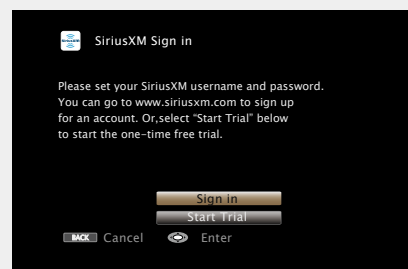 SiriusXM Sign in
Please set your SiriusXM username and password.
You can go to www.siriusxm.com to sign up
for an account. Or,select “Start Trial” below
to start the one-time free trial.
Sign in
Start Trial
BACK Cancel Enter